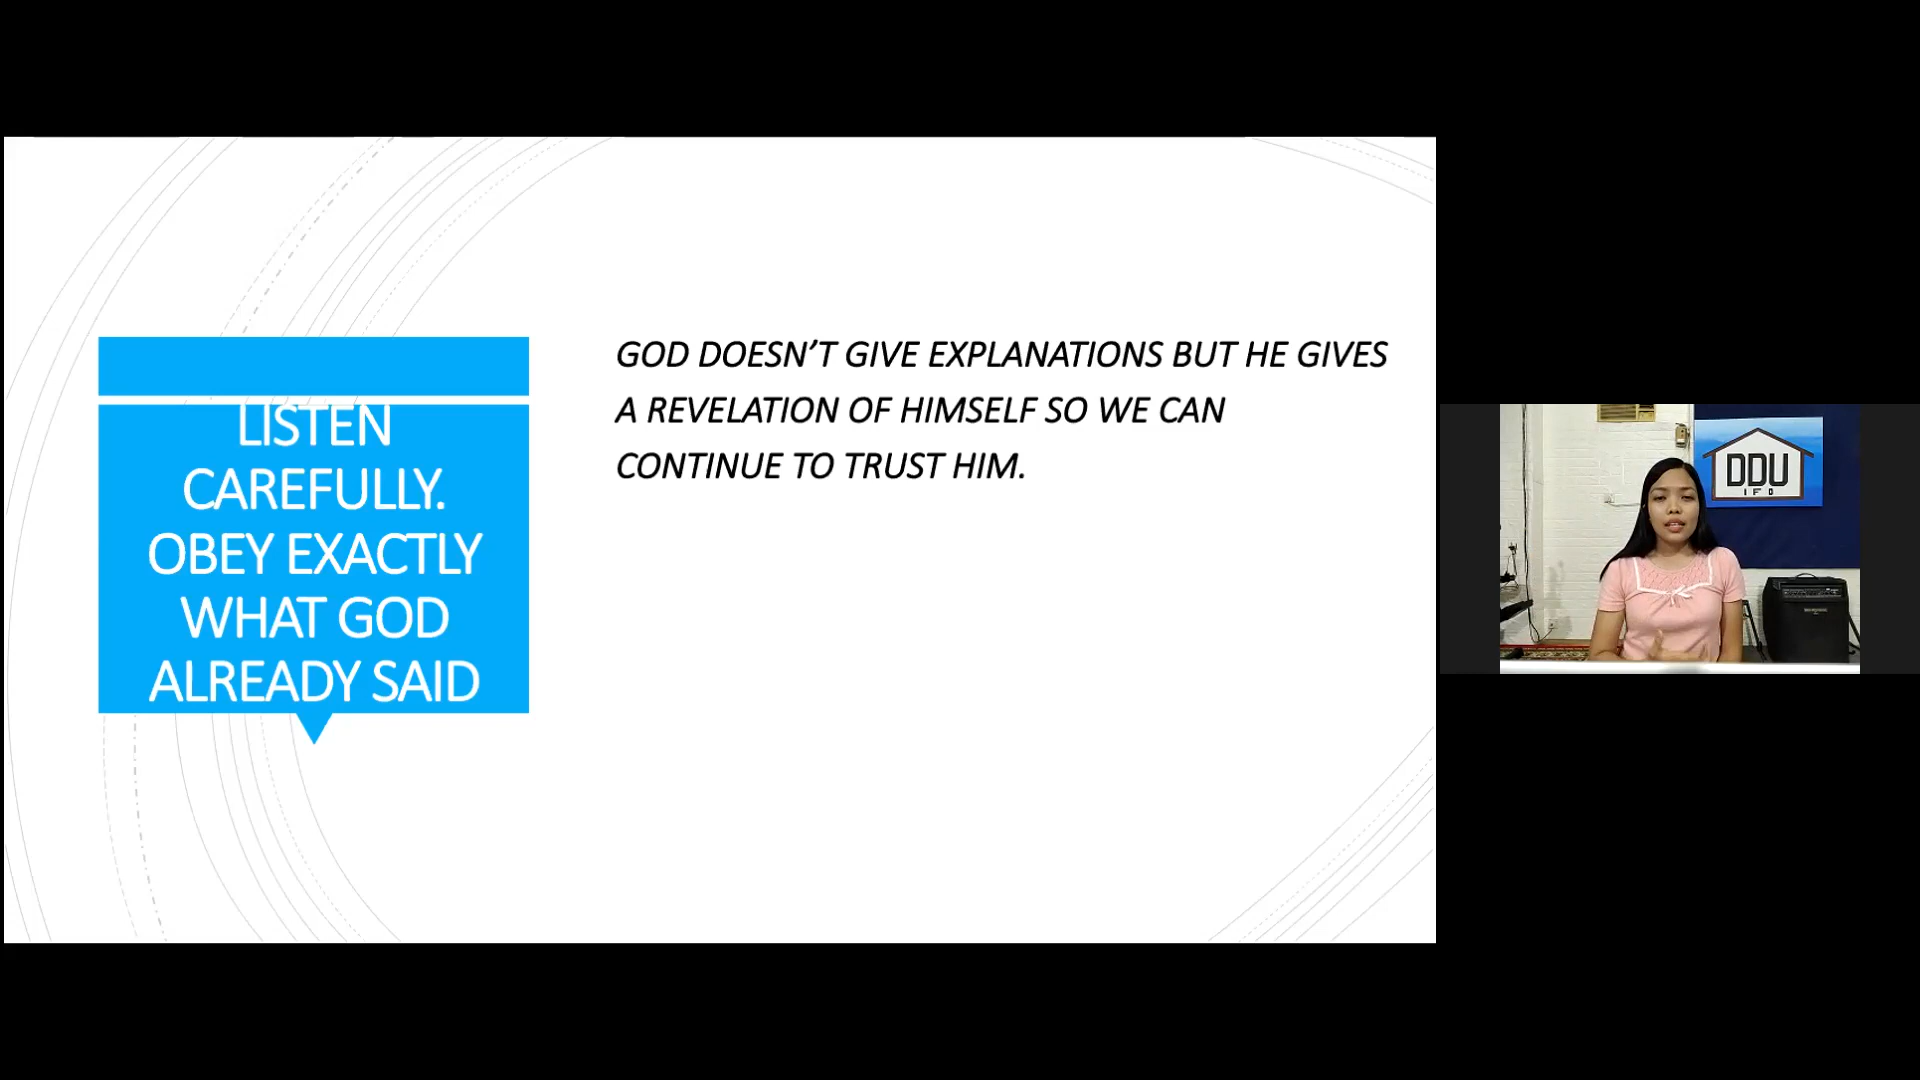 LISTEN
CAREFULLY.
OBEY EXACTLY
WHAT GOD
ALREADY SAID
GOD DOESN’T GIVE EXPLANATIONS BUT HE GIVES
A REVELATION OF HIMSELF SO WE CAN
CONTINUE TO TRUST HIM.
DDU
IFO